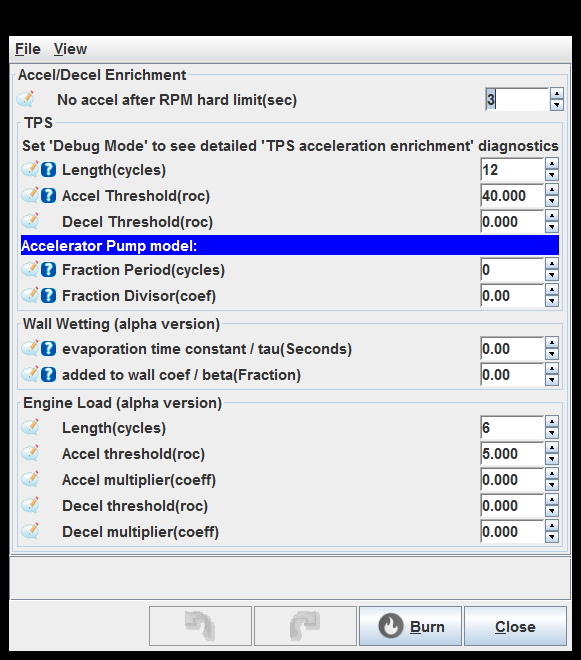 File View
Accel/Decel Enrichment
No accel after RPM hard limit(sec) 3
TPS
Set 'Debug Mode' to see detailed 'TPS acceleration enrichment' diagnostics
? Length(cycles) 12
? Accel Threshold(roc) 40.000
Decel Threshold(roc) 0.000
Accelerator Pump model:
? Fraction Period(cycles) 0
? Fraction Divisor(coef) 0.00
Wall Wetting (alpha version)
? evaporation time constant / tau(Seconds) 0.00
? added to wall coef / beta(Fraction) 0.00
Engine Load (alpha version)
Length(cycles) 6
Accel threshold(roc) 5.000
Accel multiplier(coeff) 0.000
Decel threshold(roc) 0.000
Decel multiplier(coeff) 0.000
Burn Close